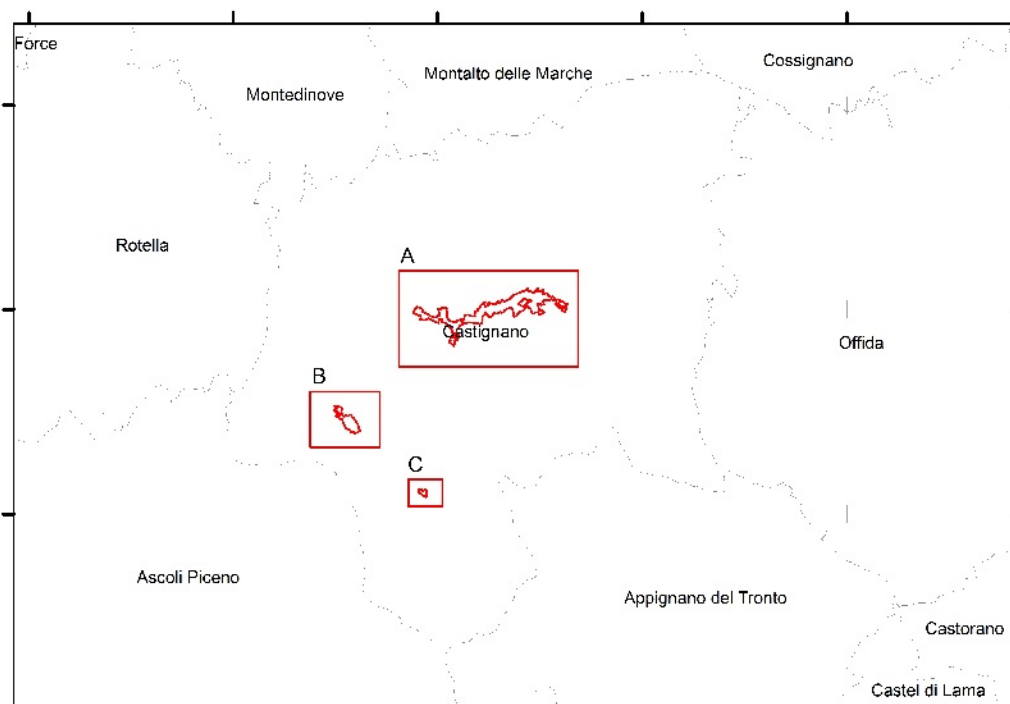 Force
Cossignano
Montalto delle Marche
Montedinove
Rotella
A
Castignano
Offida
B
C
Ascoli Piceno
Appignano del Tronto
Castorano
Castel di Lama